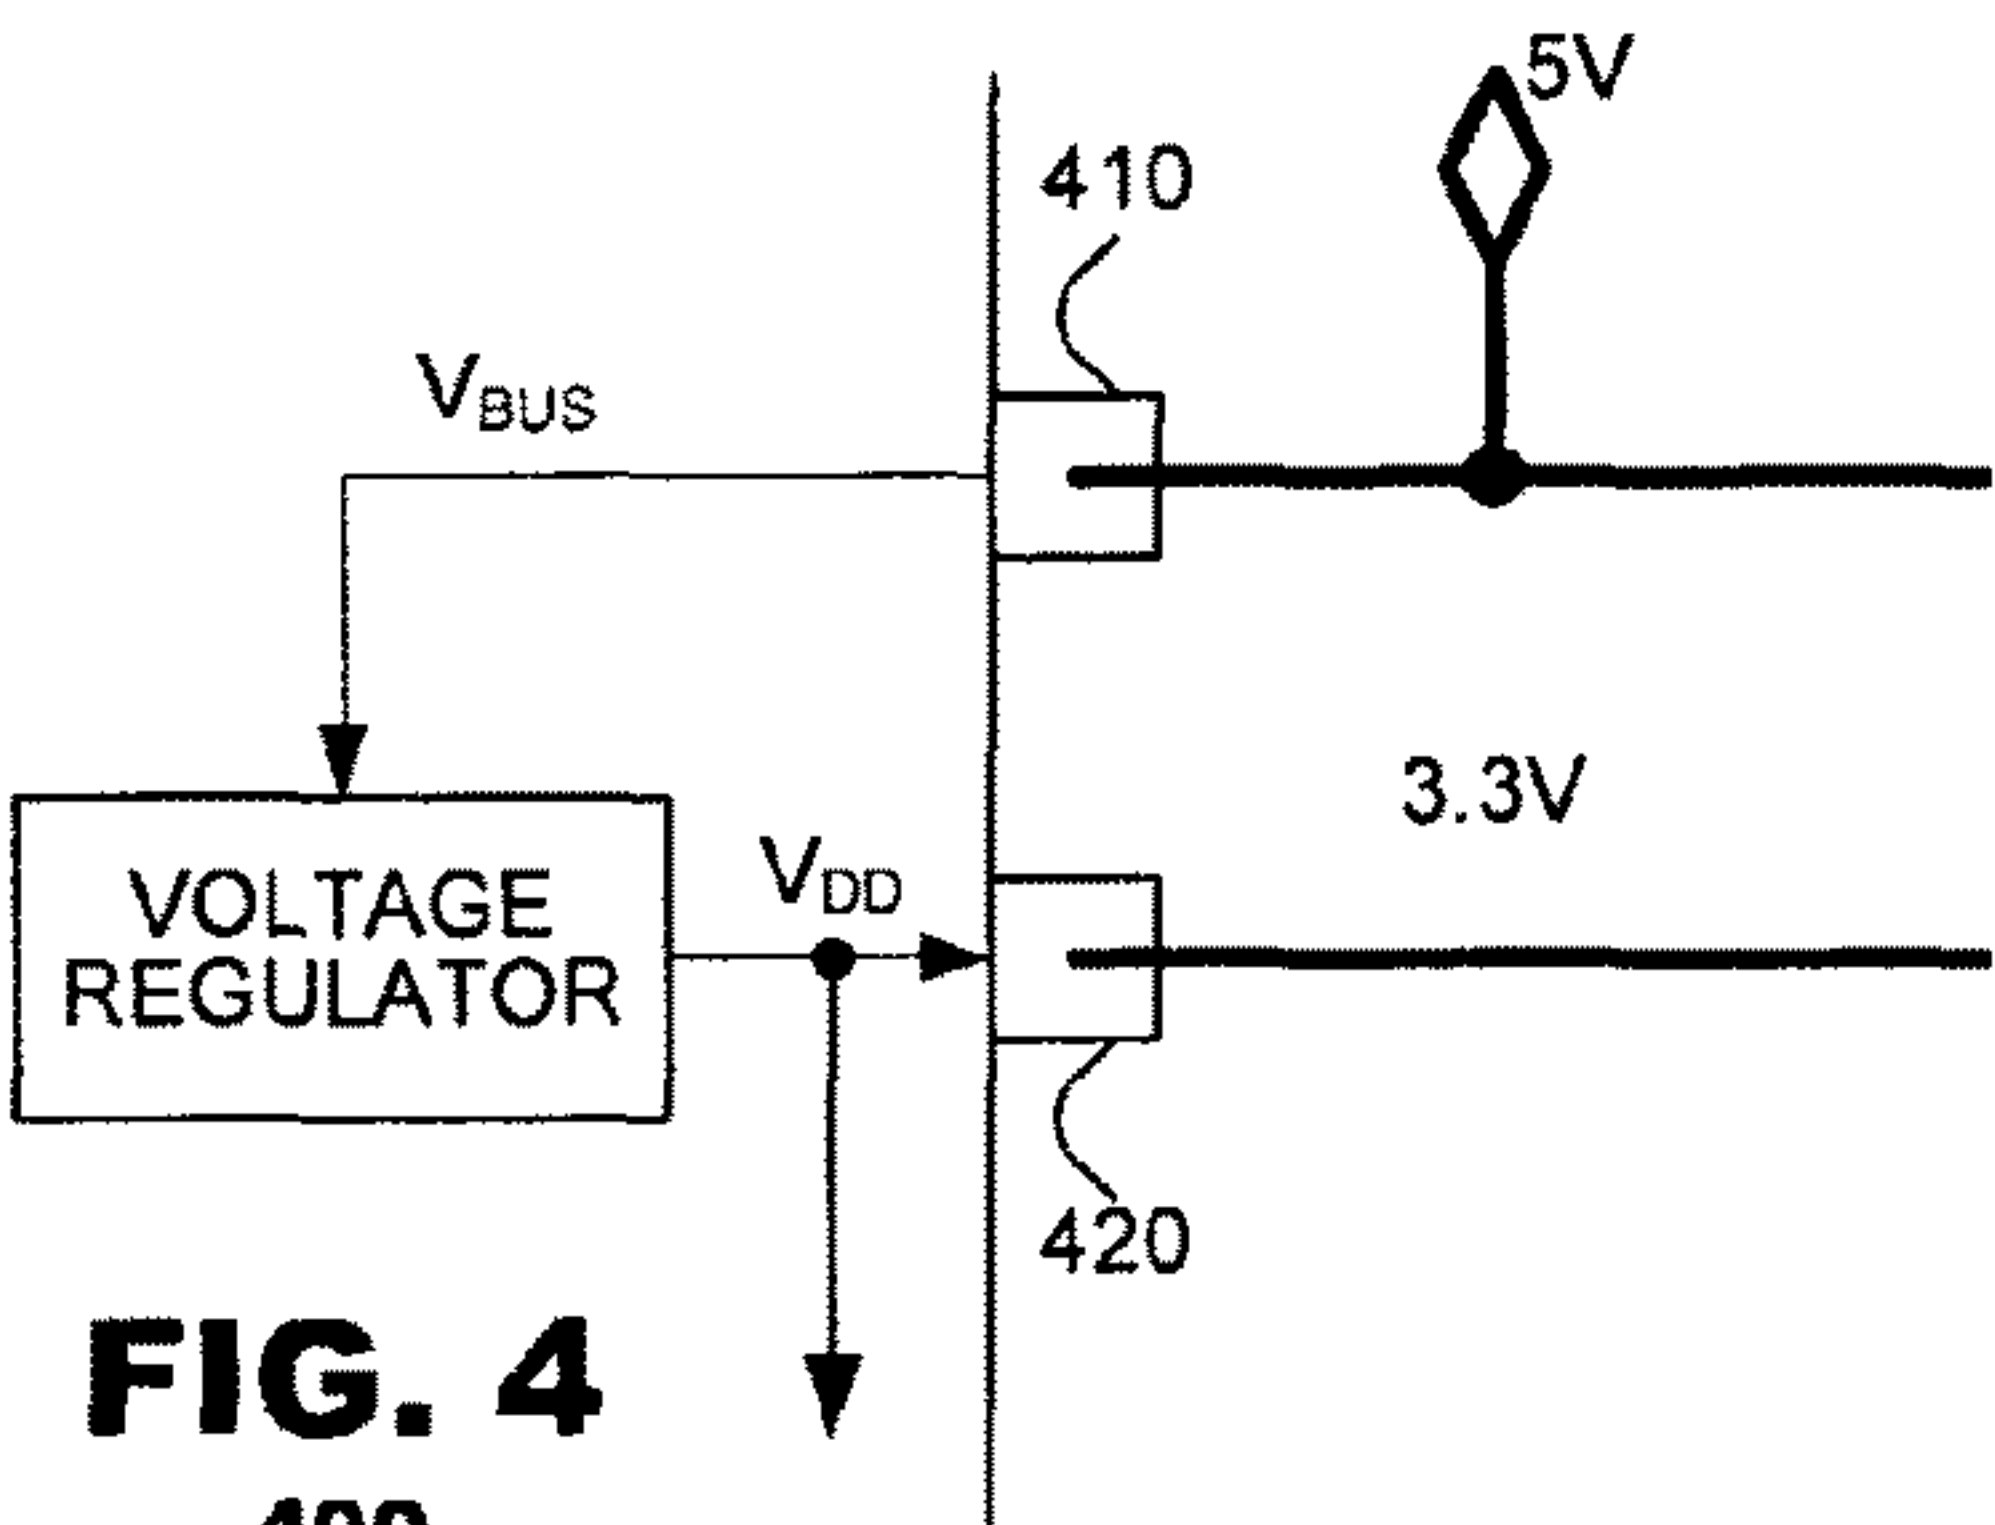 5V
410
VBUS
3.3V
VDD
VOLTAGE
REGULATOR
420
FIG. 4